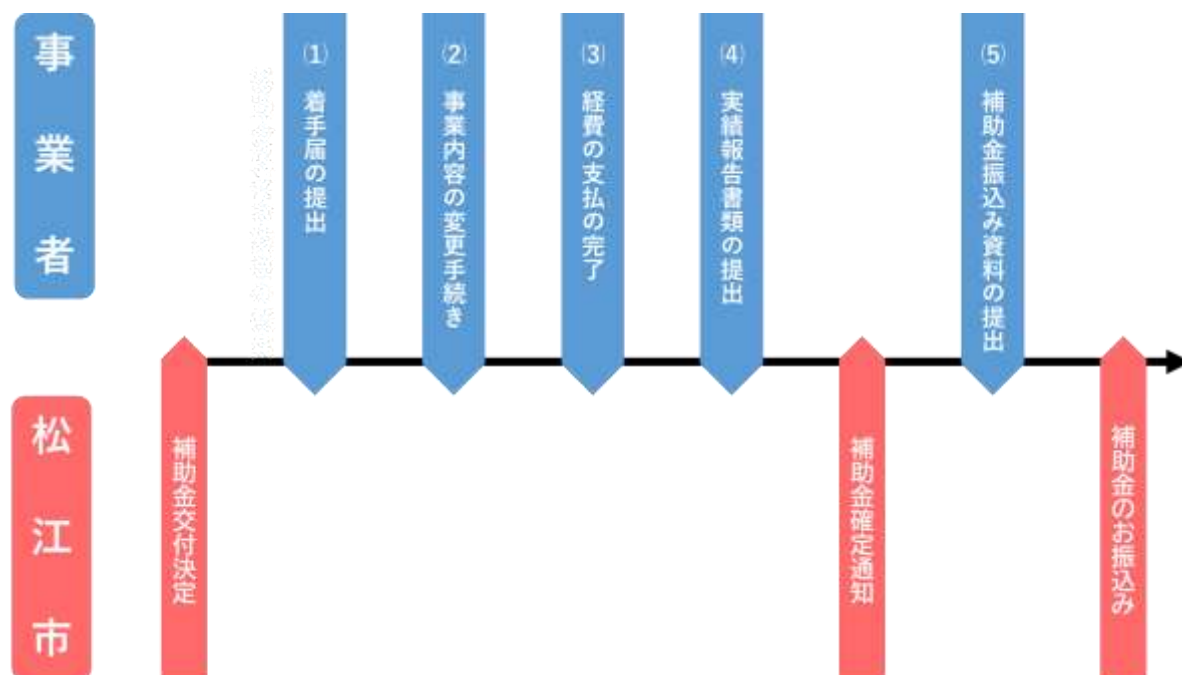 事業者
⑴ 着手届の提出
⑵ 事業内容の変更手続き
⑶ 経費の支払の完了
⑷ 実績報告書類の提出
⑸ 補助金振込み資料の提出
松江市
補助金交付決定
補助金確定通知
補助金のお振込み